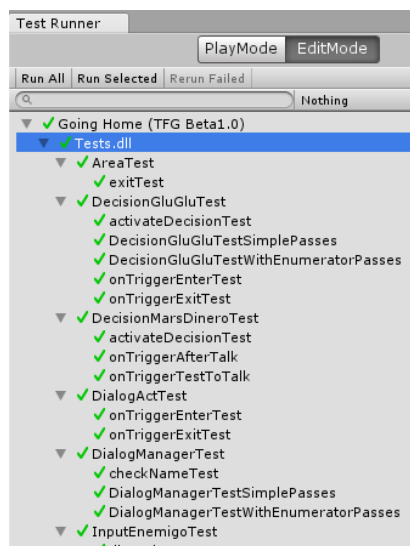 Test Runner
PlayMode EditMode
Run All Run Selected Rerun Failed
Nothing
Going Home (TFG Beta1.0)
Tests.dll
AreaTest
exitTest
DecisionGluGluTest
activateDecisionTest
DecisionGluGluTestSimplePasses
DecisionGluGluTestWithEnumeratorPasses
onTriggerEnterTest
onTriggerExitTest
DecisionMarsDineroTest
activateDecisionTest
onTriggerAfterTalk
onTriggerTestToTalk
DialogActTest
onTriggerEnterTest
onTriggerExitTest
DialogManagerTest
checkNameTest
DialogManagerTestSimplePasses
DialogManagerTestWithEnumeratorPasses
InputEnemigoTest